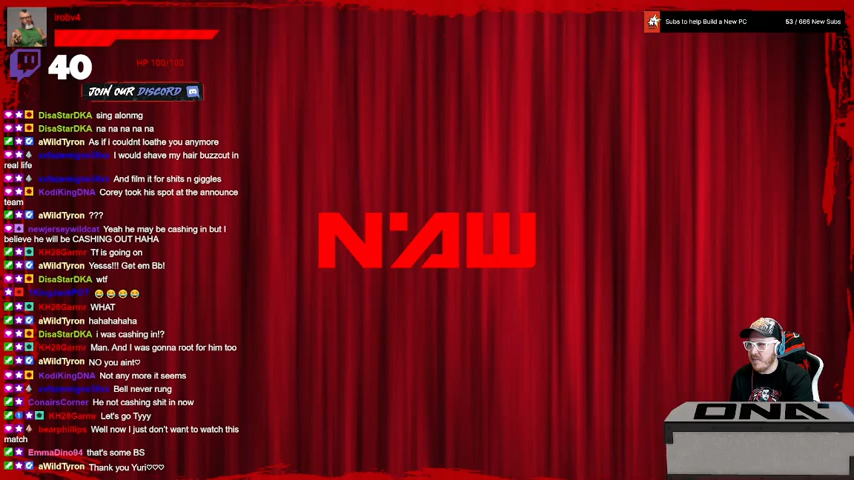 irobv4
Subs to help Build a New PC
53 / 666 New Subs
40
HP 100/100
JOIN OUR DISCORD
DisaStarDKA sing alonmg
DisaStarDKA na na na na na
aWildTyron As if i couldnt loathe you anymore
I would shave my hair buzzcut in
real life
And film it for shits n giggles
KodiKingDNA Corey took his spot at the announce
team
aWildTyron ???
newjerseywildcat Yeah he may be cashing in but I
believe he will be CASHING OUT HAHA
KH28Garmr Tf is going on
aWildTyron Yesss! Get em Bb!
DisaStarDKA wtf
KH28Garmr WHAT
aWildTyron hahahahaha
DisaStarDKA i was cashing in!?
KH28Garmr Man. And I was gonna root for him too
aWildTyron NO you aint♡
KodiKingDNA Not any more it seems
Bell never rung
ConairsCorner He not cashing shit in now
KH28Garmr Let's go Tyyy
bearphillips Well now I just don't want to watch this
match
EmmaDino94 that's some BS
aWildTyron Thank you Yuri♡♡♡
NAW
DNA